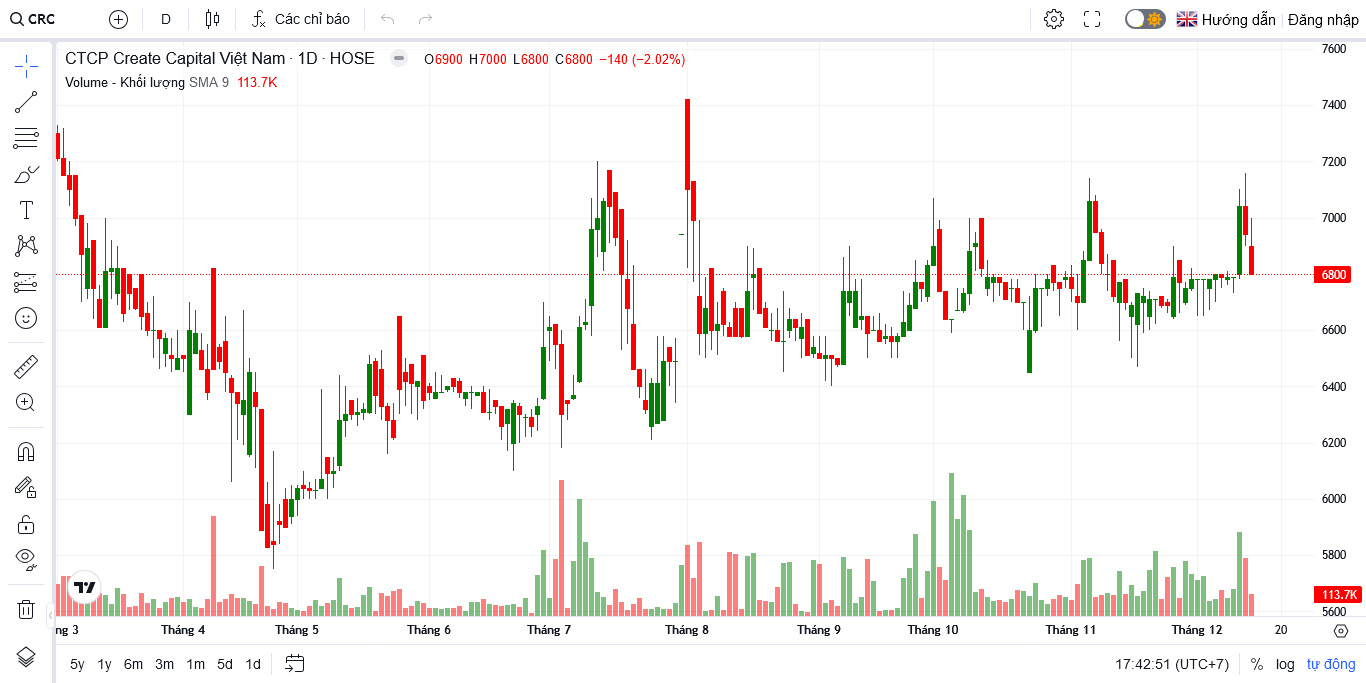 CRC D Các chỉ báo Hướng dẫn Đăng nhập
CTCP Create Capital Việt Nam · 1D · HOSE O6900 H7000 L6800 C6800 −140 (−2.02%)
Volume - Khối lượng SMA 9 113.7K
7600
7400
7200
7000
6800
6600
6400
6200
6000
5800
113.7K
5600
ng 3 Tháng 4 Tháng 5 Tháng 6 Tháng 7 Tháng 8 Tháng 9 Tháng 10 Tháng 11 Tháng 12 20
5y 1y 6m 3m 1m 5d 1d 17:42:51 (UTC+7) % log tự động